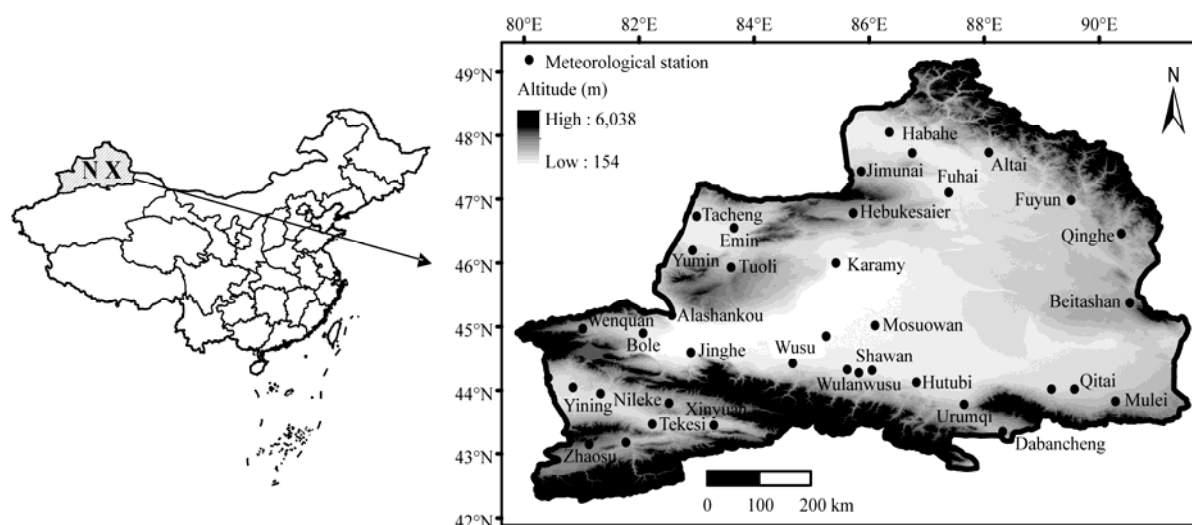 80°E 82°E 84°E 86°E 88°E 90°E
49°N
48°N
47°N
46°N
45°N
44°N
43°N
42°N
Meteorological station
Altitude (m)
High : 6,038
Low : 154
N
N X
Habahe
Altai
Jimunai
Fuhai
Fuyun
Hebukesaier
Tacheng
Emin
Qinghe
Yumin
Tuoli
Karamy
Beitashan
Alashankou
Wenquan
Bole
Mosuowan
Jinghe
Wusu
Shawan
Wulanwusu
Hutubi
Qitai
Yining
Nileke
Xinyuan
Mulei
Urumqi
Tekesi
Dabancheng
Zhaosu
0 100 200 km